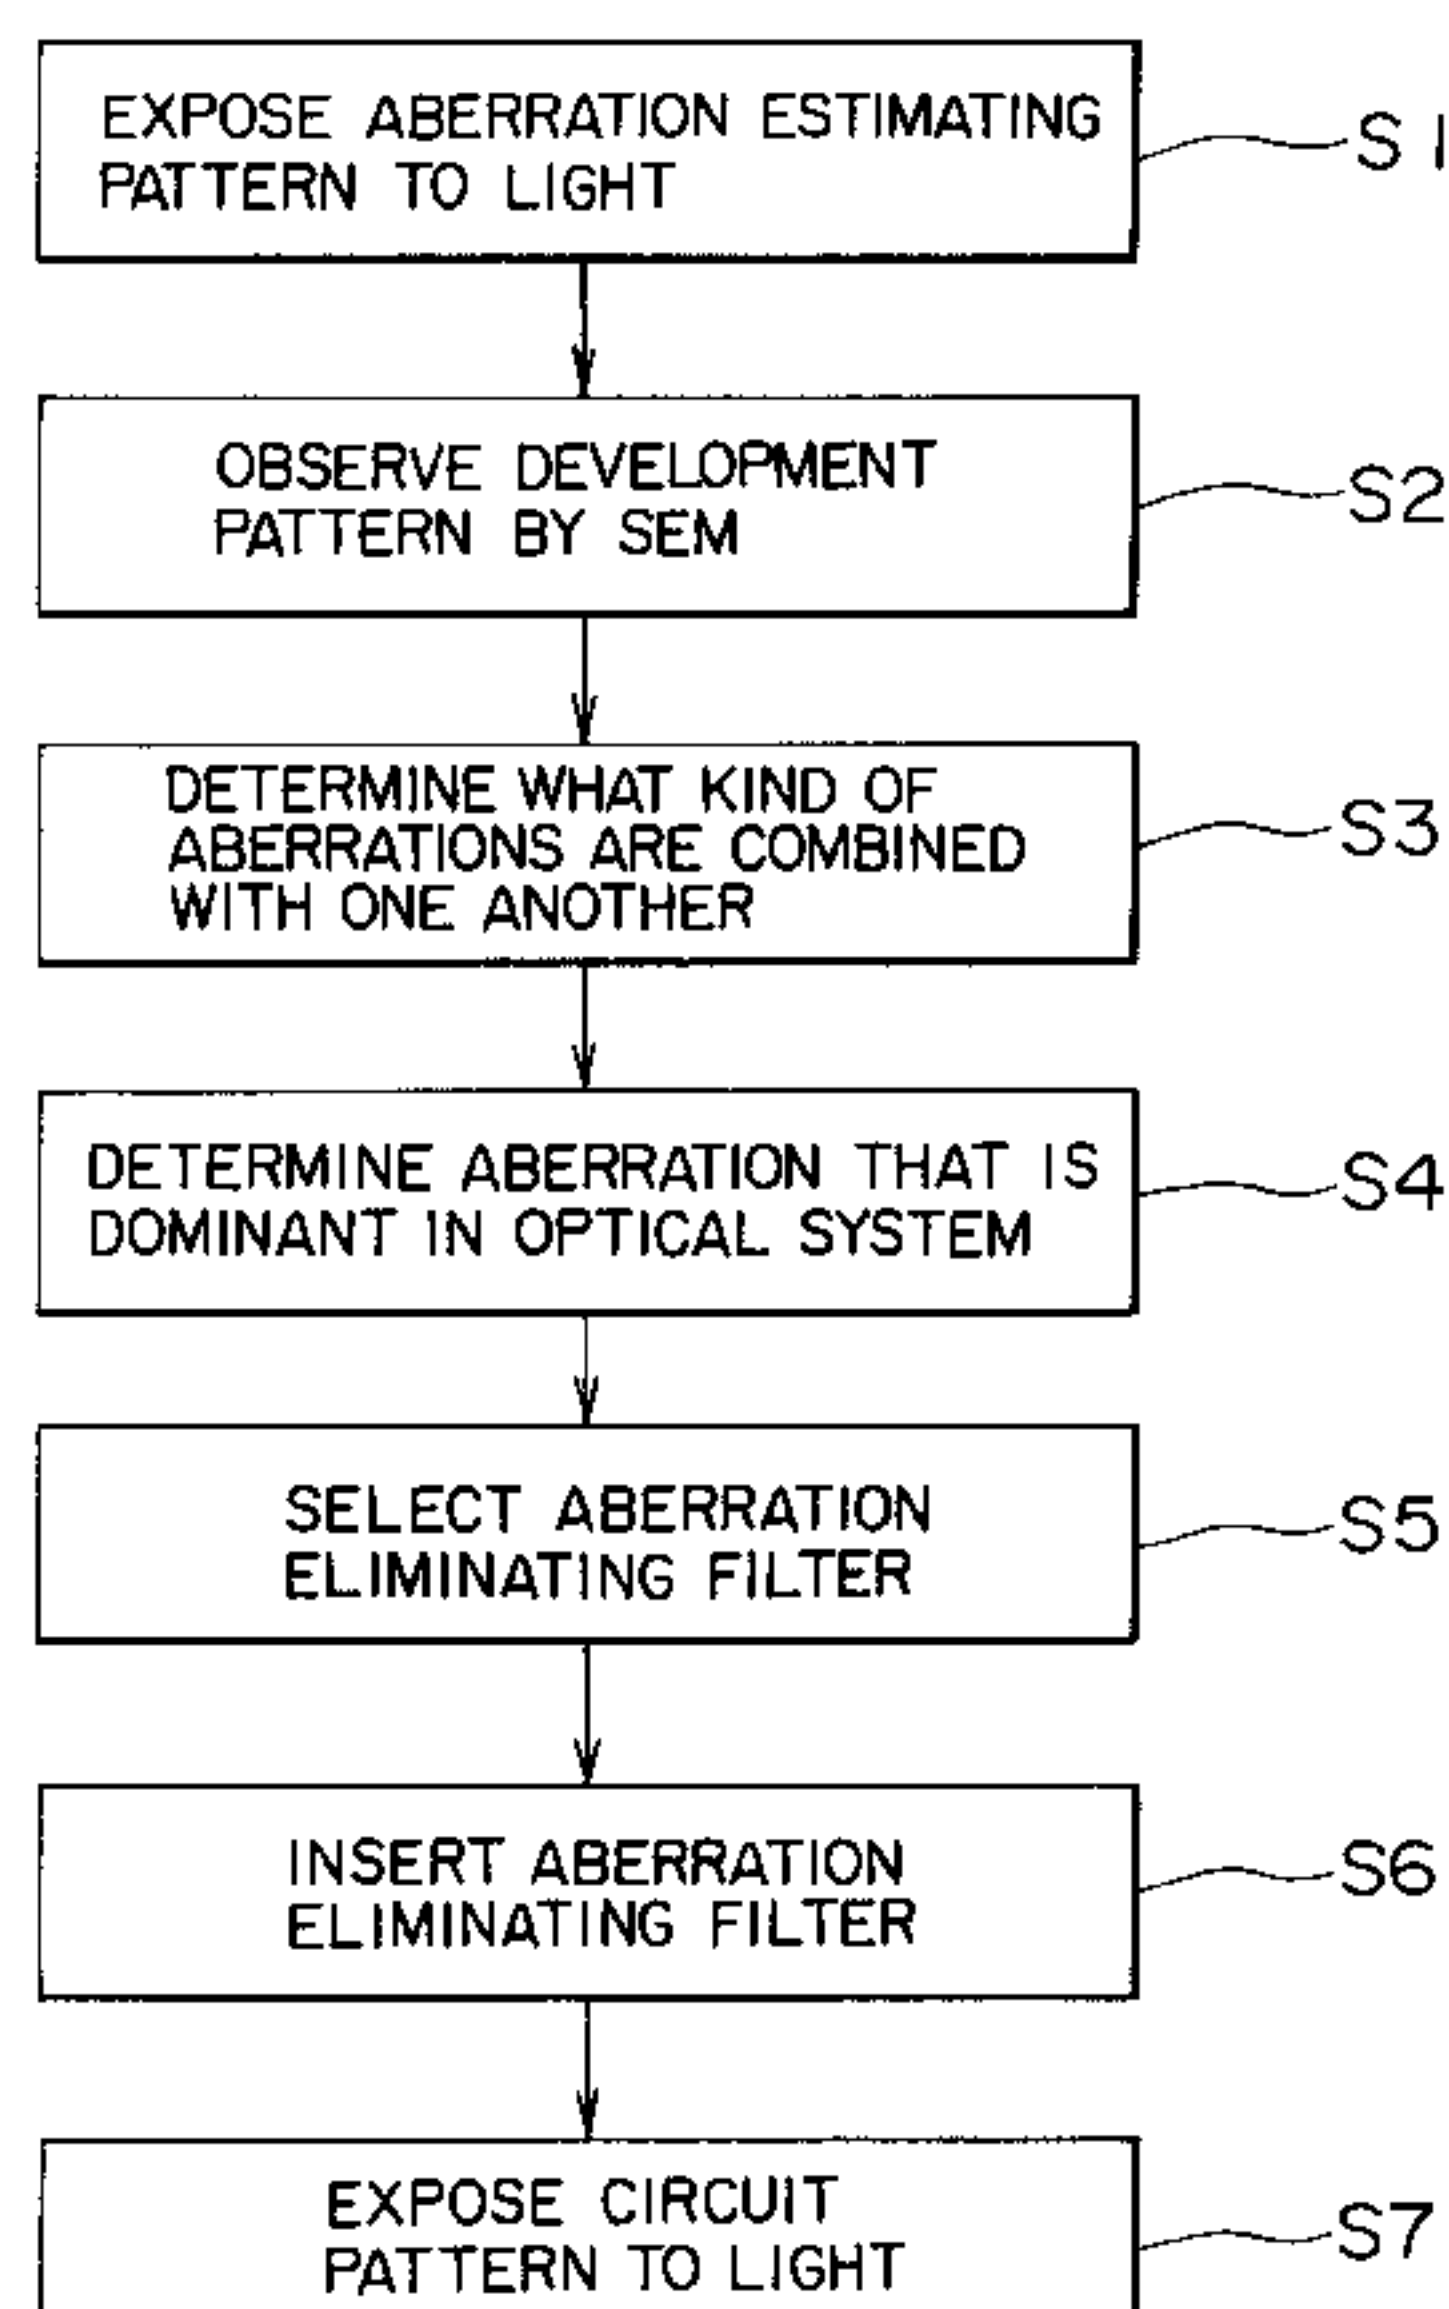 EXPOSE ABERRATION ESTIMATING
PATTERN TO LIGHT
S1
OBSERVE DEVELOPMENT
PATTERN BY SEM
S2
DETERMINE WHAT KIND OF
ABERRATIONS ARE COMBINED
WITH ONE ANOTHER
S3
DETERMINE ABERRATION THAT IS
DOMINANT IN OPTICAL SYSTEM
S4
SELECT ABERRATION
ELIMINATING FILTER
S5
INSERT ABERRATION
ELIMINATING FILTER
S6
EXPOSE CIRCUIT
PATTERN TO LIGHT
S7